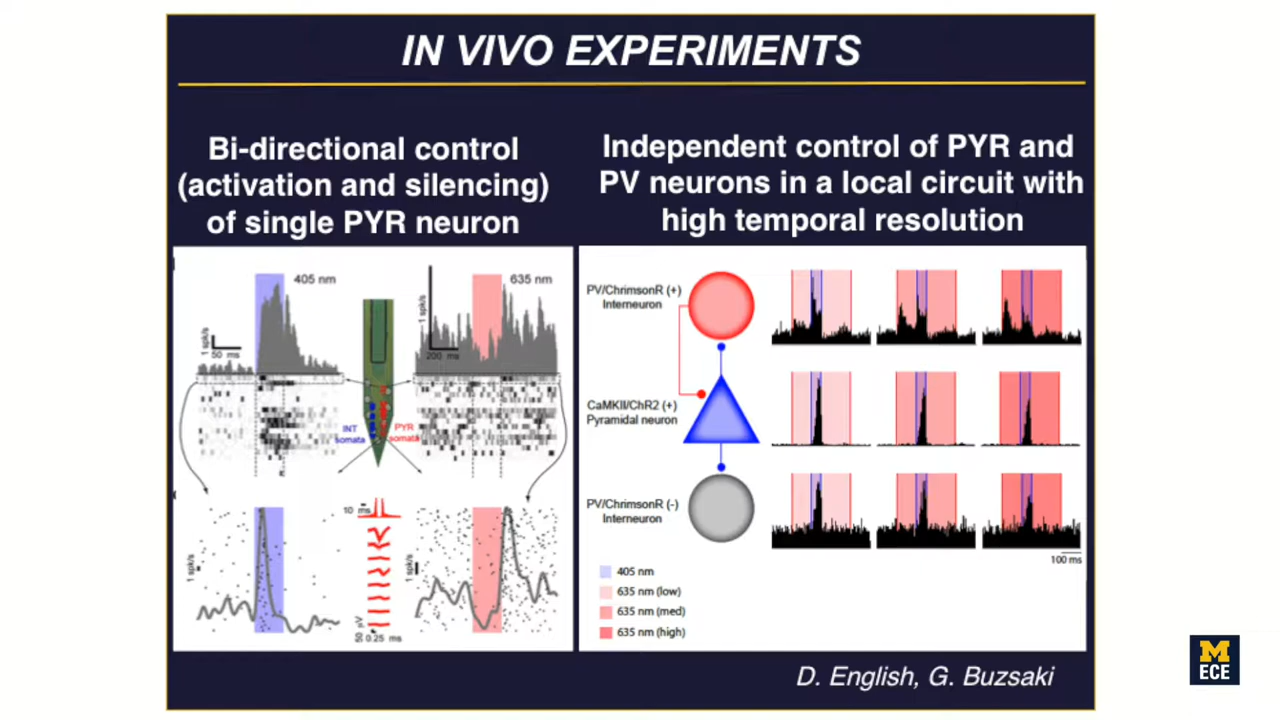 IN VIVO EXPERIMENTS
Bi-directional control
(activation and silencing)
of single PYR neuron
Independent control of PYR and
PV neurons in a local circuit with
high temporal resolution
405 nm
635 nm
1 spk/s
50 ms
1 spk/s
200 ms
INT
somata
PYR
somata
10 ms
1 spk/s
1 spk/s
50 µV
0.25 ms
PV/ChrimsonR (+)
Interneuron
CaMKII/ChR2 (+)
Pyramidal neuron
PV/ChrimsonR (-)
Interneuron
100 ms
405 nm
635 nm (low)
635 nm (med)
635 nm (high)
D. English, G. Buzsaki
M
ECE